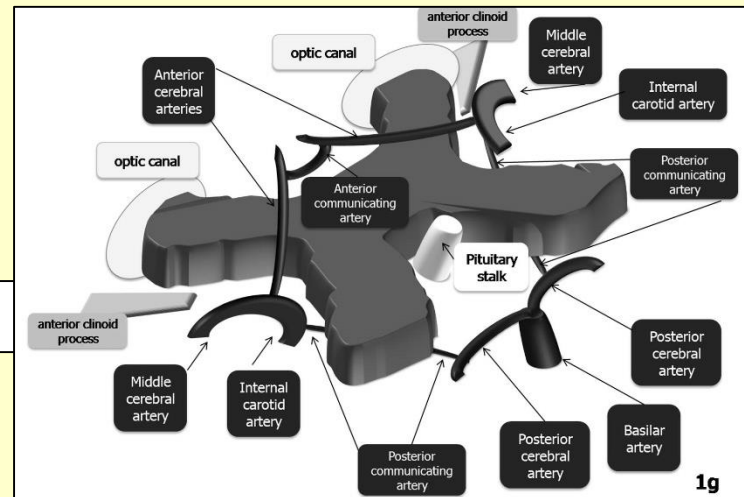 anterior clinoid
process
optic canal
Middle
cerebral
artery
Anterior
cerebral
arteries
Internal
carotid artery
optic canal
Posterior
communicating
artery
Anterior
communicating
artery
Pituitary
stalk
anterior clinoid
process
Middle
cerebral
artery
Internal
carotid
artery
Posterior
communicating
artery
Posterior
cerebral
artery
Posterior
cerebral
artery
Basilar
artery
1g